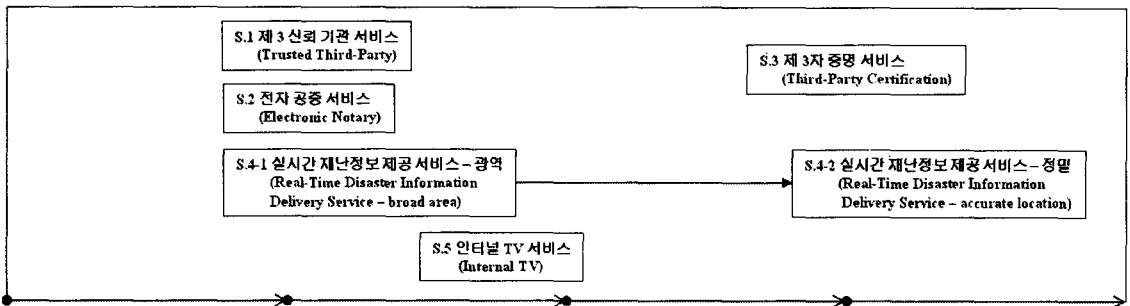 S.1 제 3 신뢰 기관 서비스
(Trusted Third-Party)
S.3 제 3자 증명 서비스
(Third-Party Certification)
S.2 전자 공증 서비스
(Electronic Notary)
S.4-1 실시간 재난정보 제공 서비스 – 광역
(Real-Time Disaster Information
Delivery Service – broad area)
S.4-2 실시간 재난정보 제공 서비스 – 정밀
(Real-Time Disaster Information
Delivery Service – accurate location)
S.5 인터널 TV 서비스
(Internal TV)